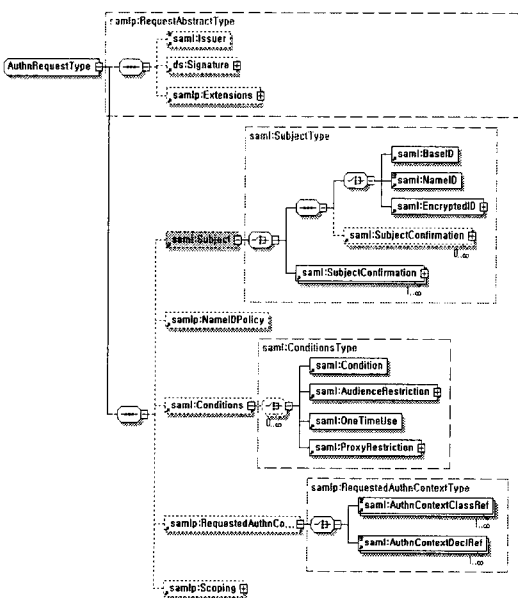 samlp:RequestAbstractType
saml:Issuer
AuthnRequestType
ds:Signature
samlp:Extensions
saml:SubjectType
saml:BaseID
saml:NameID
saml:EncryptedID
saml:Subject
saml:SubjectConfirmation
0..∞
saml:SubjectConfirmation
1..∞
samlp:NameIDPolicy
saml:ConditionsType
saml:Condition
saml:Conditions
saml:AudienceRestriction
0..∞
saml:OneTimeUse
saml:ProxyRestriction
samlp:RequestedAuthnContextType
saml:AuthnContextClassRef
1..∞
samlp:RequestedAuthnCo...
saml:AuthnContextDeclRef
1..∞
samlp:Scoping